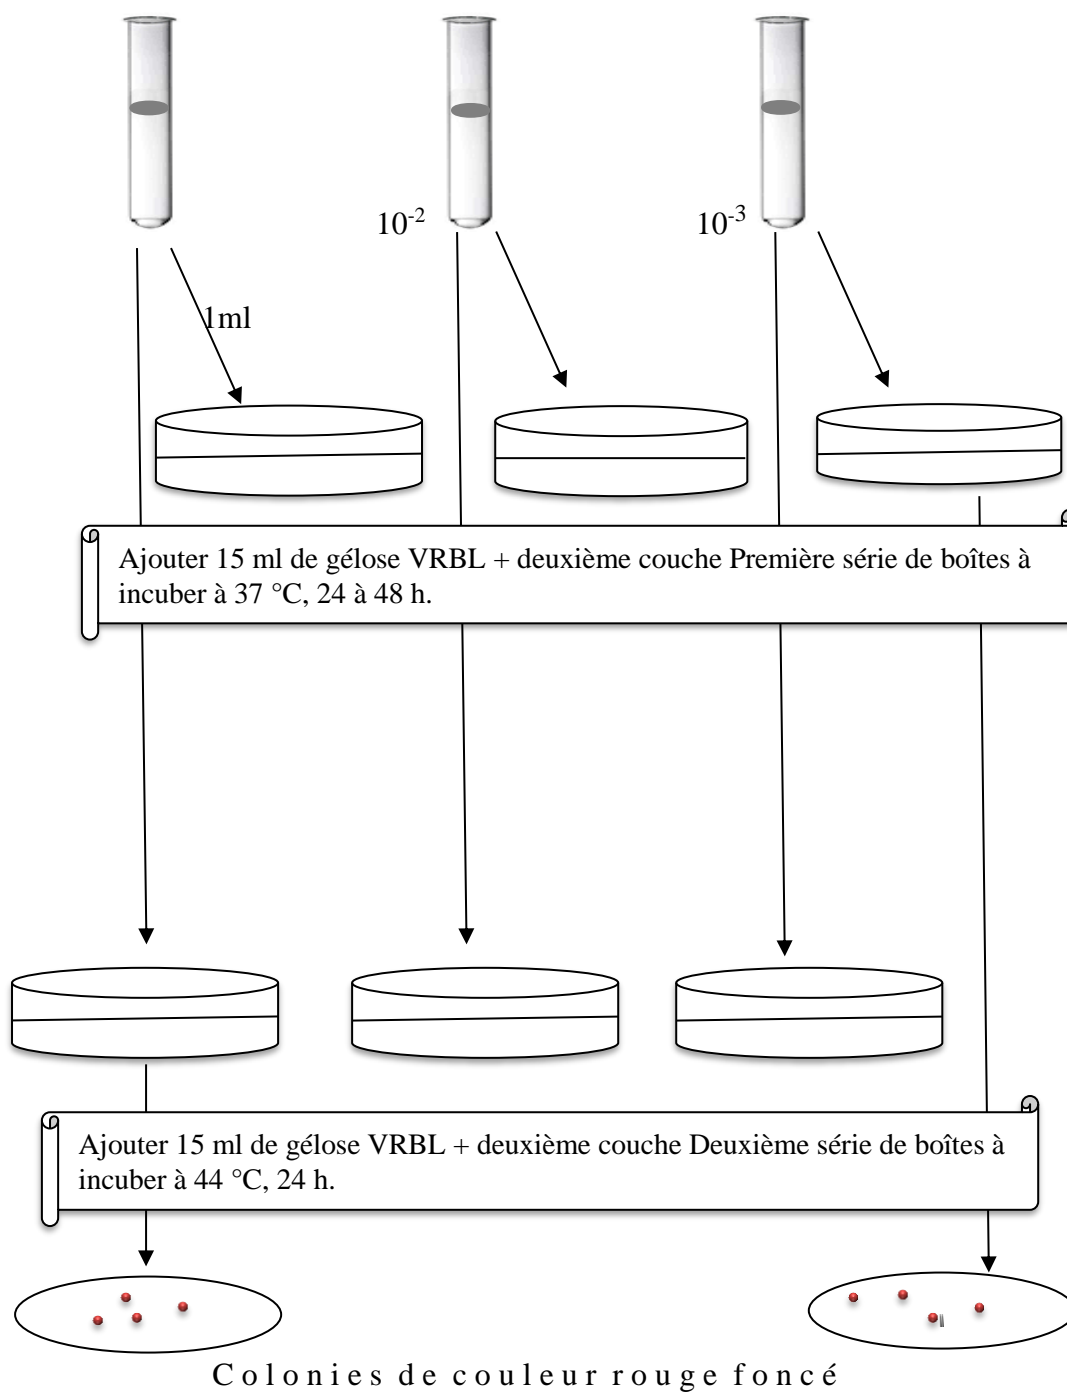 10-2
10-3
1ml
Ajouter 15 ml de gélose VRBL + deuxième couche Première série de boîtes à
incuber à 37 °C, 24 à 48 h.
Ajouter 15 ml de gélose VRBL + deuxième couche Deuxième série de boîtes à
incuber à 44 °C, 24 h.
Colonies de couleur rouge foncé